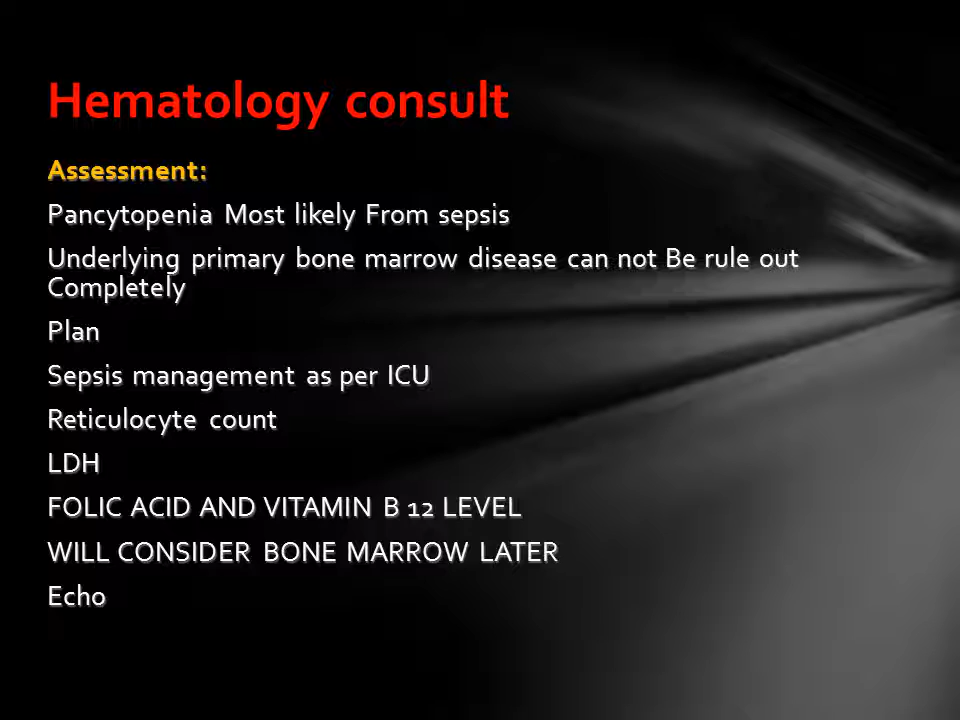 Hematology consult
Assessment:
Pancytopenia Most likely From sepsis
Underlying primary bone marrow disease can not Be rule out
Completely
Plan
Sepsis management as per ICU
Reticulocyte count
LDH
FOLIC ACID AND VITAMIN B 12 LEVEL
WILL CONSIDER BONE MARROW LATER
Echo